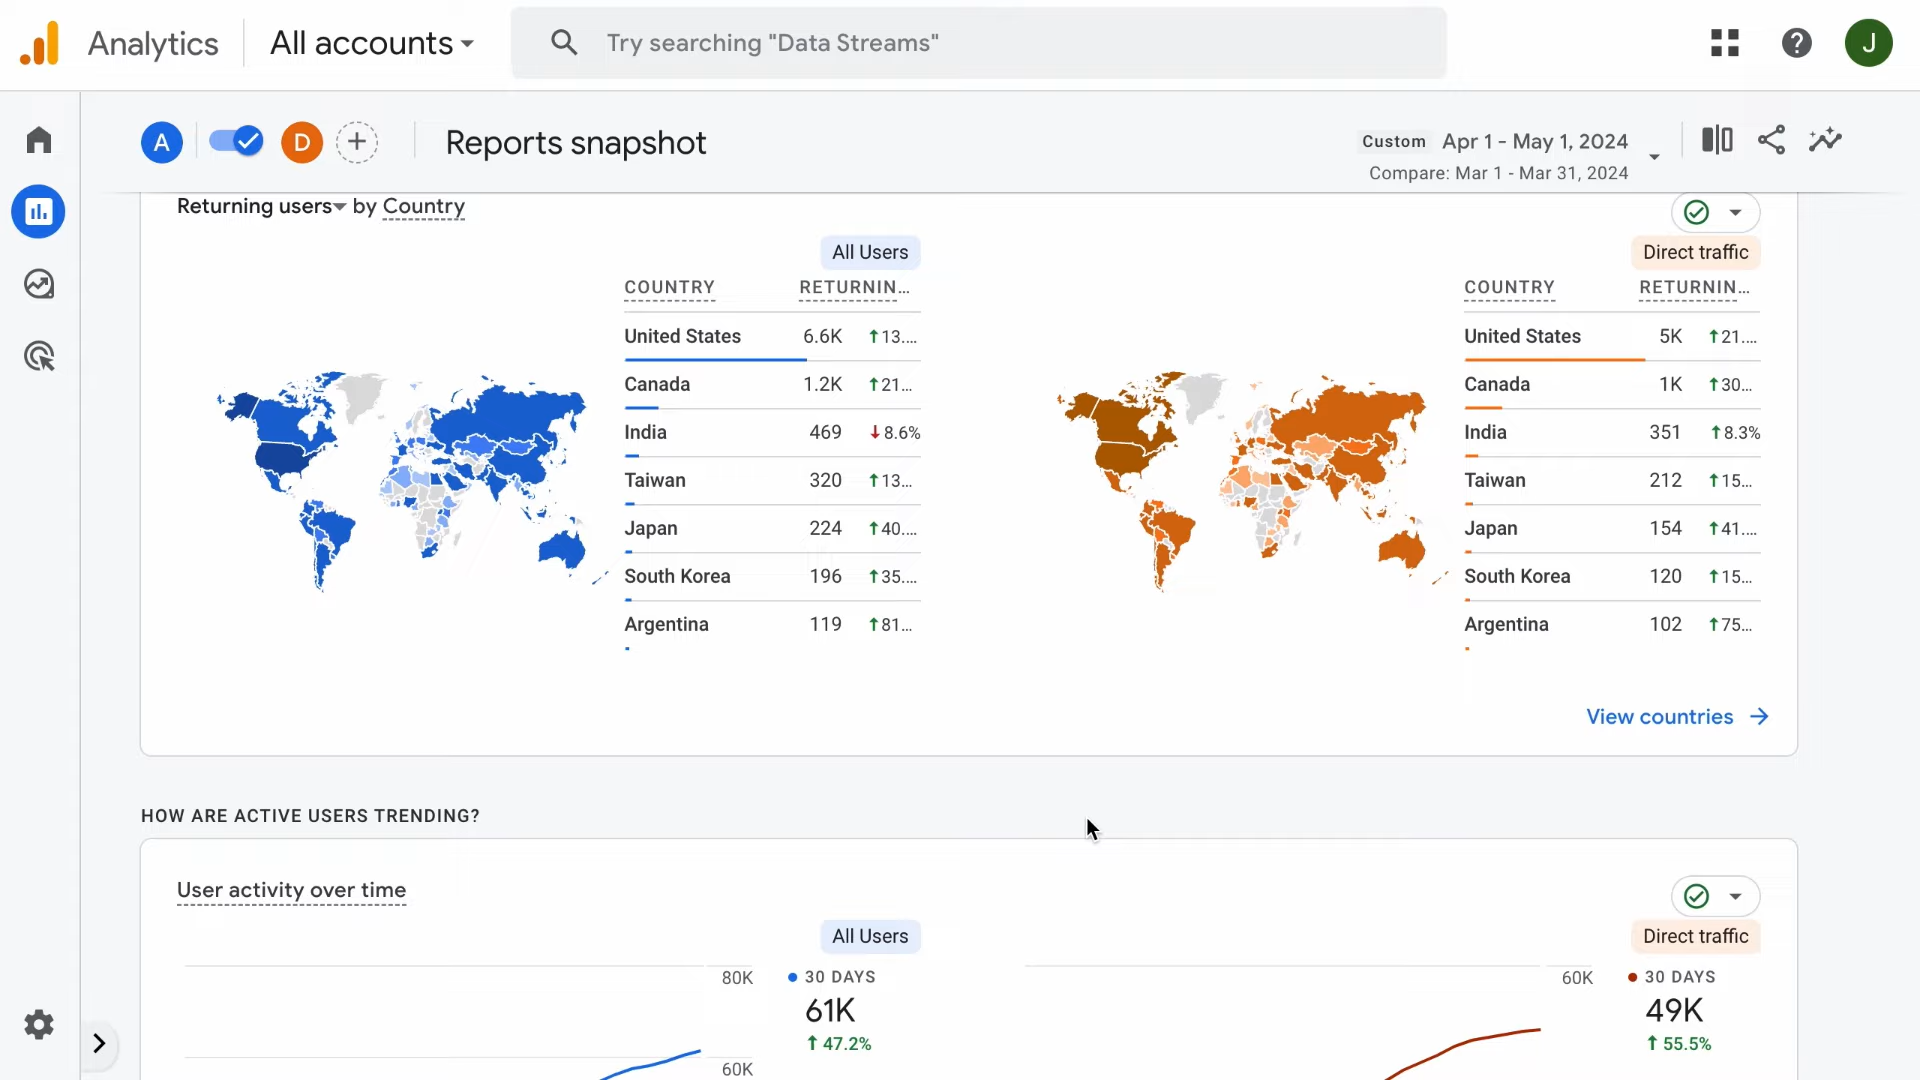 Analytics
All accounts
Try searching "Data Streams"
J
A
D
Reports snapshot
Custom Apr 1 - May 1, 2024
Compare: Mar 1 - Mar 31, 2024
Returning users by Country
All Users
COUNTRY RETURNIN...
United States 6.6K ↑13....
Canada 1.2K ↑21...
India 469 ↓8.6%
Taiwan 320 ↑13...
Japan 224 ↑40....
South Korea 196 ↑35....
Argentina 119 ↑81...
Direct traffic
COUNTRY RETURNIN...
United States 5K ↑21....
Canada 1K ↑30...
India 351 ↑8.3%
Taiwan 212 ↑15...
Japan 154 ↑41....
South Korea 120 ↑15...
Argentina 102 ↑75...
View countries
HOW ARE ACTIVE USERS TRENDING?
User activity over time
All Users
80K
60K
30 DAYS
61K
↑ 47.2%
Direct traffic
60K
30 DAYS
49K
↑ 55.5%